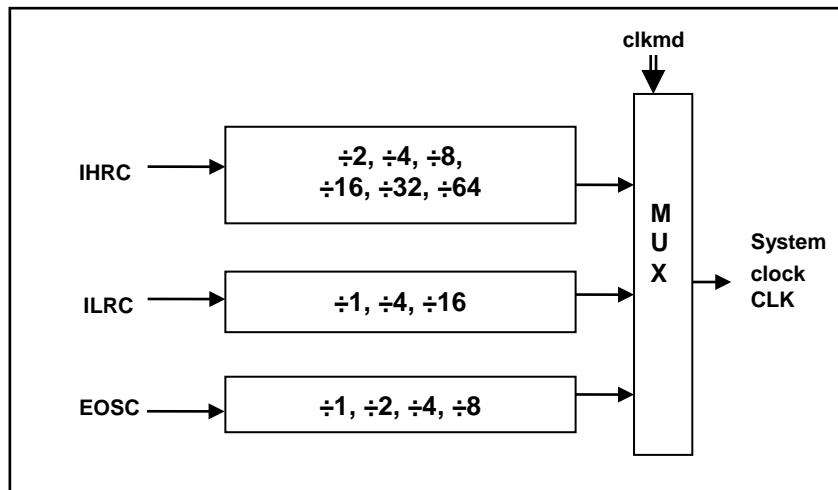 clkmd
IHRC
÷2, ÷4, ÷8,
÷16, ÷32, ÷64
ILRC
÷1, ÷4, ÷16
EOSC
÷1, ÷2, ÷4, ÷8
M
U
X
System
clock
CLK